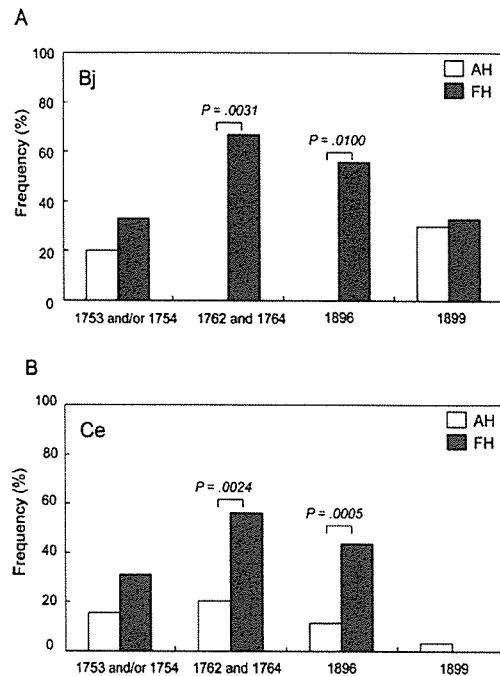 A
100
80
60
40
20
0
Frequency (%)
Bj
AH
FH
P = .0031
P = .0100
1753 and/or 1754
1762 and 1764
1896
1899
B
100
80
60
40
20
0
Frequency (%)
Ce
AH
FH
P = .0024
P = .0005
1753 and/or 1754
1762 and 1764
1896
1899